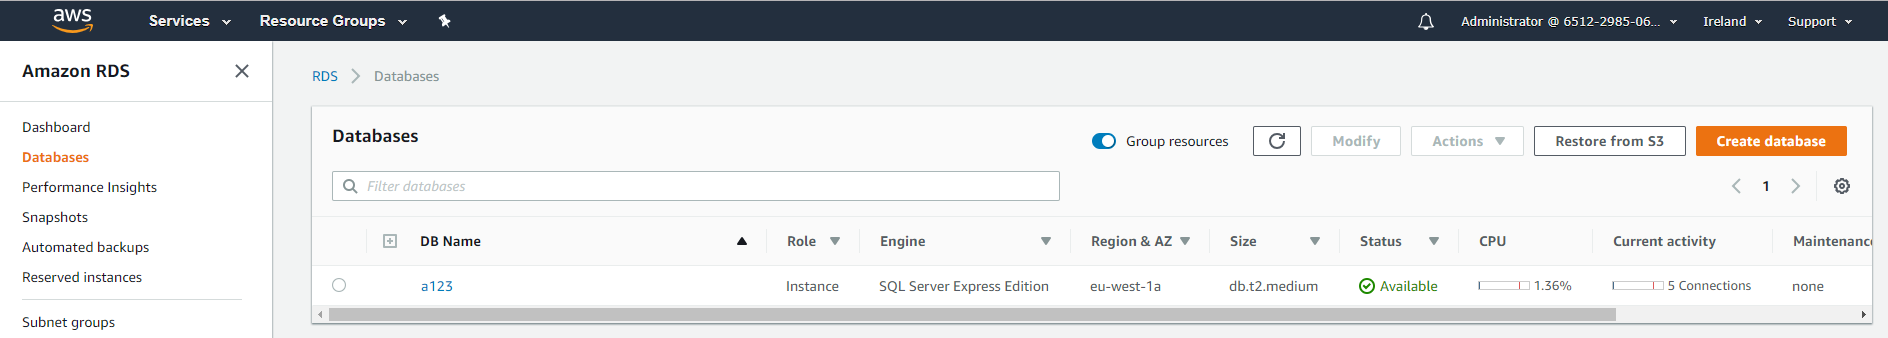 aws Services Resource Groups Administrator @ 6512-2985-06... Ireland Support
Amazon RDS
Dashboard
Databases
Performance Insights
Snapshots
Automated backups
Reserved instances
Subnet groups
RDS > Databases
Databases
Group resources Modify Actions Restore from S3 Create database
Filter databases 1
DB Name Role Engine Region & AZ Size Status CPU Current activity Maintenance
a123 Instance SQL Server Express Edition eu-west-1a db.t2.medium Available 1.36% 5 Connections none